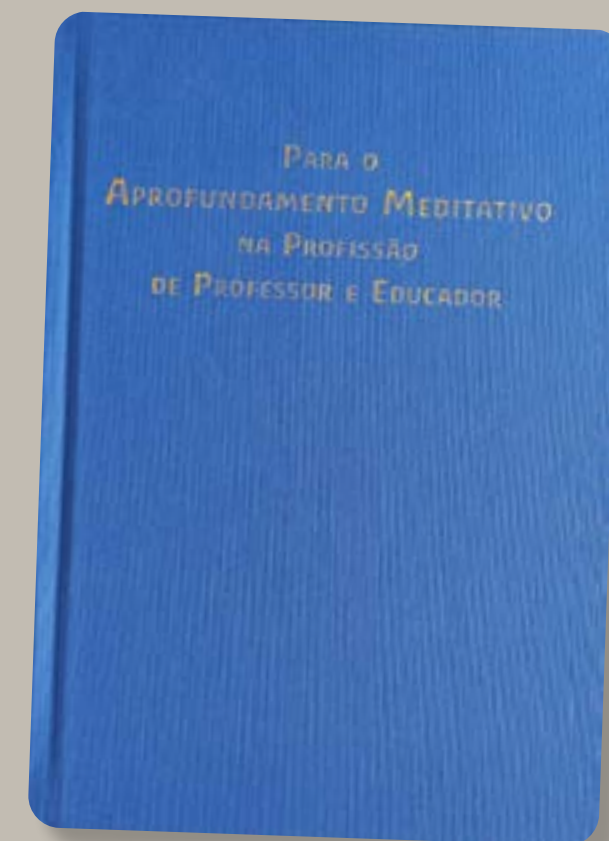 Para o
Aprofundamento Meditativo
na Profissão
de Professor e Educador